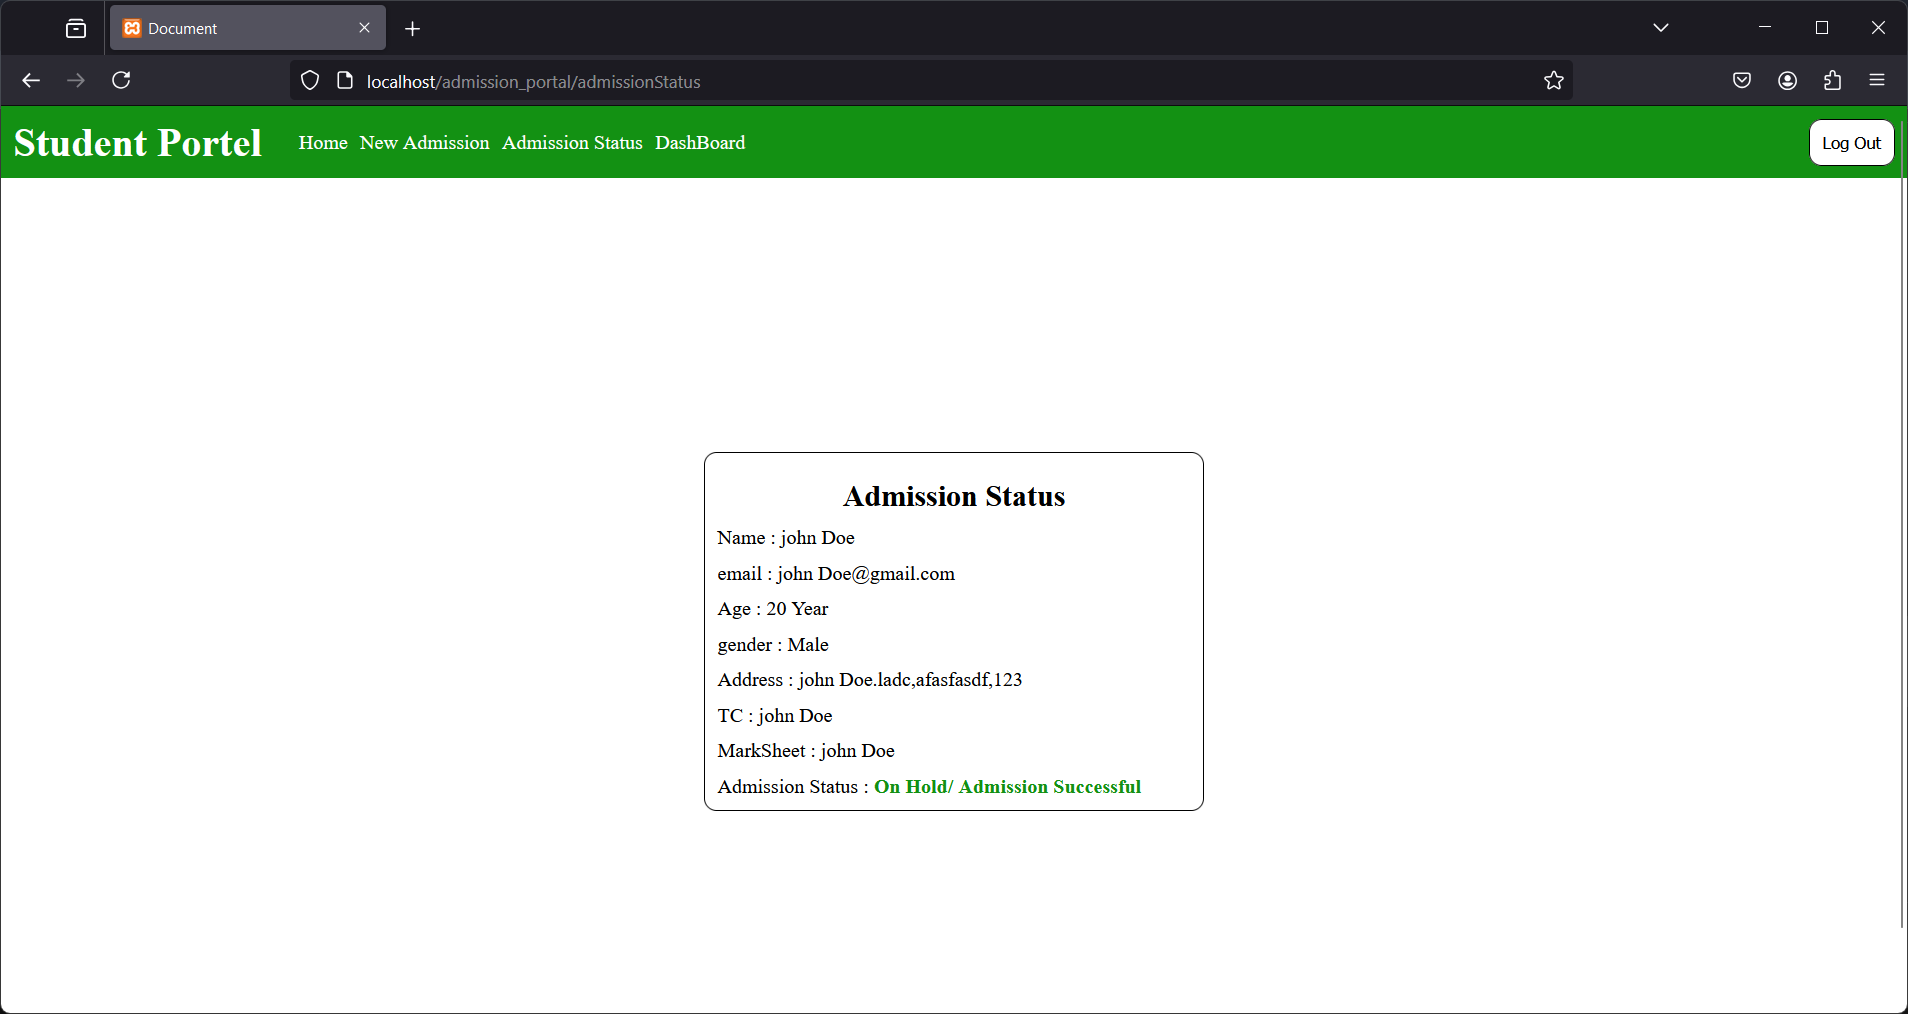 Document
localhost/admission_portal/admissionStatus
Student Portel
Home New Admission Admission Status DashBoard
Log Out
Admission Status
Name : john Doe
email : john Doe@gmail.com
Age : 20 Year
gender : Male
Address : john Doe.ladc,afasfasdf,123
TC : john Doe
MarkSheet : john Doe
Admission Status : On Hold/ Admission Successful